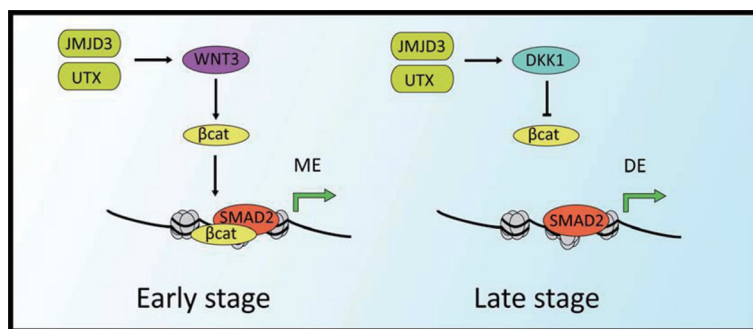 JMJD3
UTX
WNT3
βcat
ME
SMAD2
βcat
Early stage
JMJD3
UTX
DKK1
βcat
DE
SMAD2
Late stage